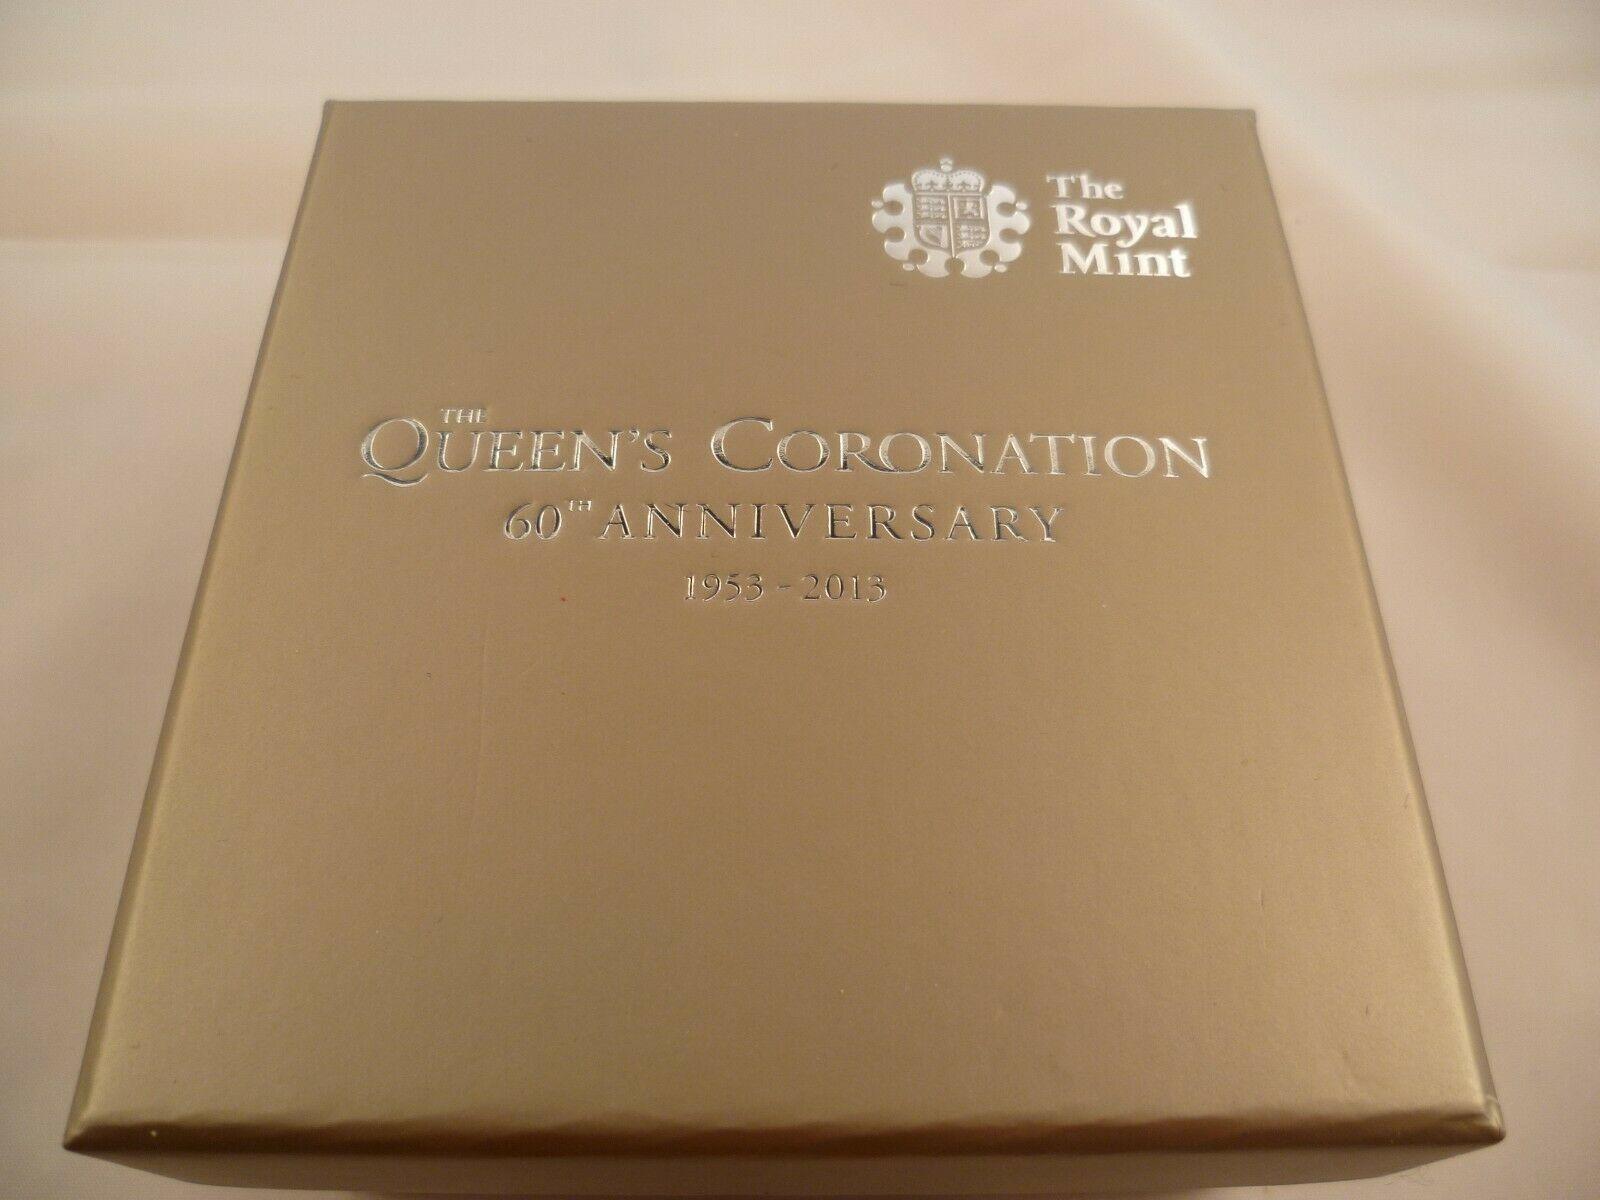 The
Royal
Mint
THE
QUEEN'S CORONATION
60TH ANNIVERSARY
1953 - 2013